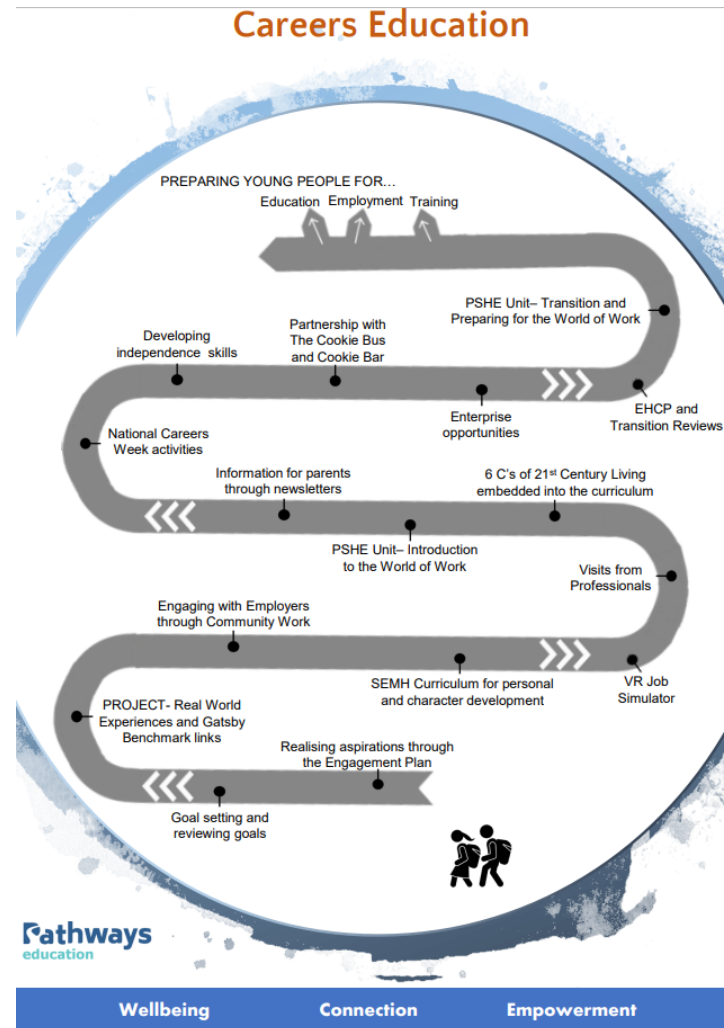 Careers Education
PREPARING YOUNG PEOPLE FOR...
Education Employment Training
PSHE Unit– Transition and
Preparing for the World of Work
Developing
independence skills
Partnership with
The Cookie Bus
and Cookie Bar
Enterprise
opportunities
EHCP and
Transition Reviews
National Careers
Week activities
Information for parents
through newsletters
6 C's of 21st Century Living
embedded into the curriculum
PSHE Unit– Introduction
to the World of Work
Visits from
Professionals
Engaging with Employers
through Community Work
SEMH Curriculum for personal
and character development
VR Job
Simulator
PROJECT- Real World
Experiences and Gatsby
Benchmark links
Realising aspirations through
the Engagement Plan
Goal setting and
reviewing goals
Pathways
education
Wellbeing Connection Empowerment